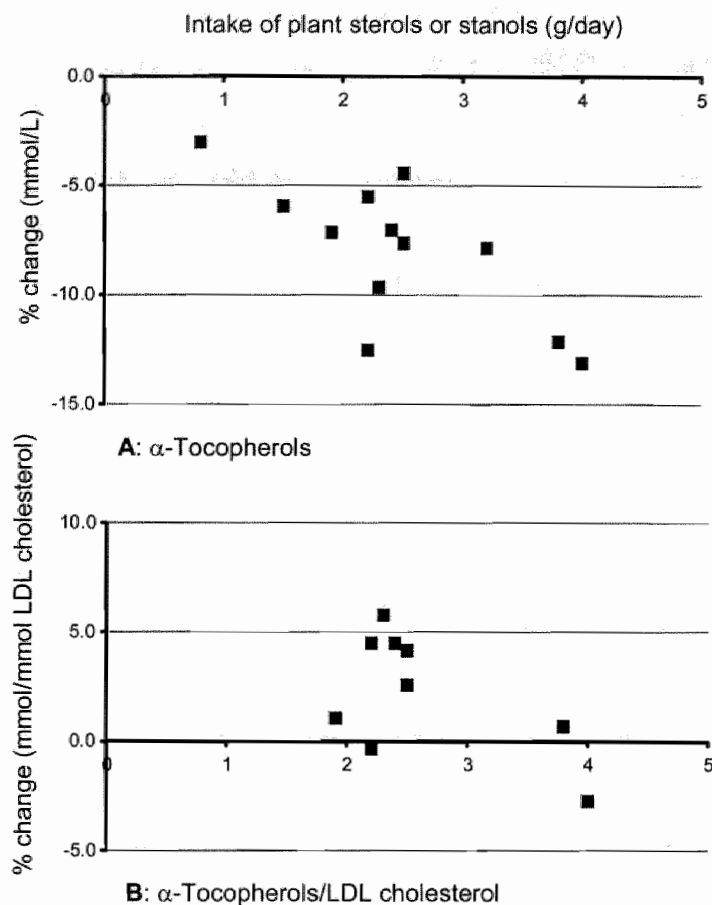 Intake of plant sterols or stanols (g/day)
0.0
0 1 2 3 4 5
-5.0
-10.0
-15.0
% change (mmol/L)
A: α-Tocopherols
10.0
5.0
0.0
0 1 2 3 4 5
-5.0
% change (mmol/mmol LDL cholesterol)
B: α-Tocopherols/LDL cholesterol